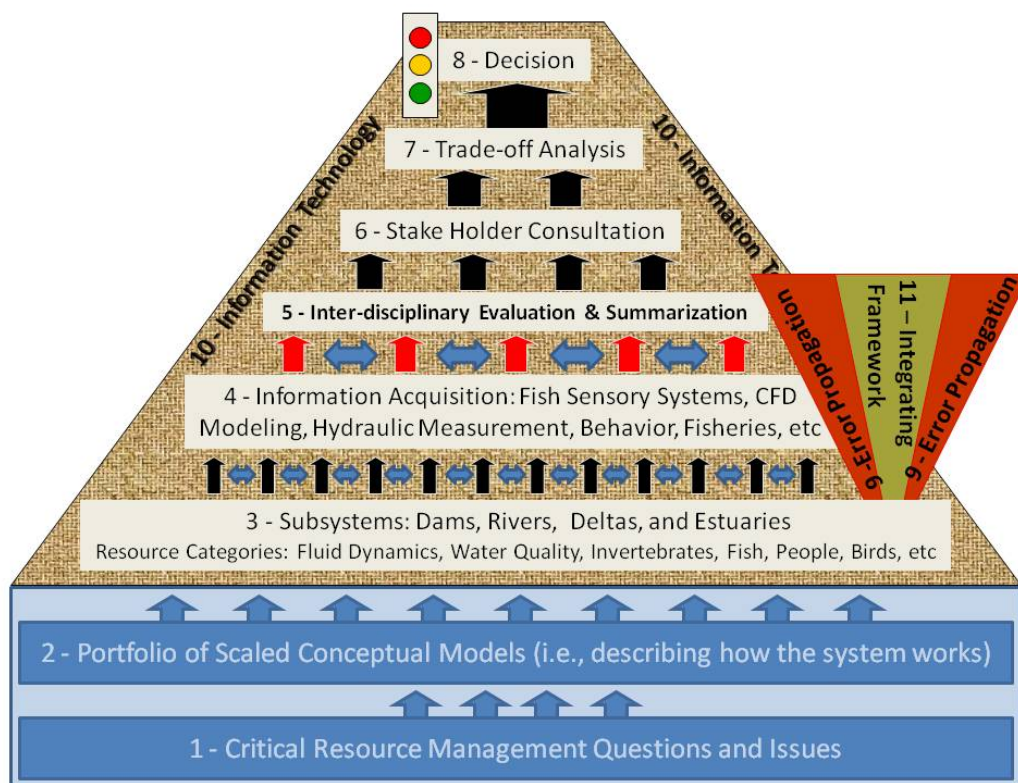 8 - Decision
7 - Trade-off Analysis
6 - Stake Holder Consultation
5 - Inter-disciplinary Evaluation & Summarization
4 - Information Acquisition: Fish Sensory Systems, CFD
Modeling, Hydraulic Measurement, Behavior, Fisheries, etc
3 - Subsystems: Dams, Rivers, Deltas, and Estuaries
Resource Categories: Fluid Dynamics, Water Quality, Invertebrates, Fish, People, Birds, etc
2 - Portfolio of Scaled Conceptual Models (i.e., describing how the system works)
1 - Critical Resource Management Questions and Issues
10 - Information Technology
10 - Information
9 - Error Propagation
11 – Integrating
Framework
9 - Error Propagation